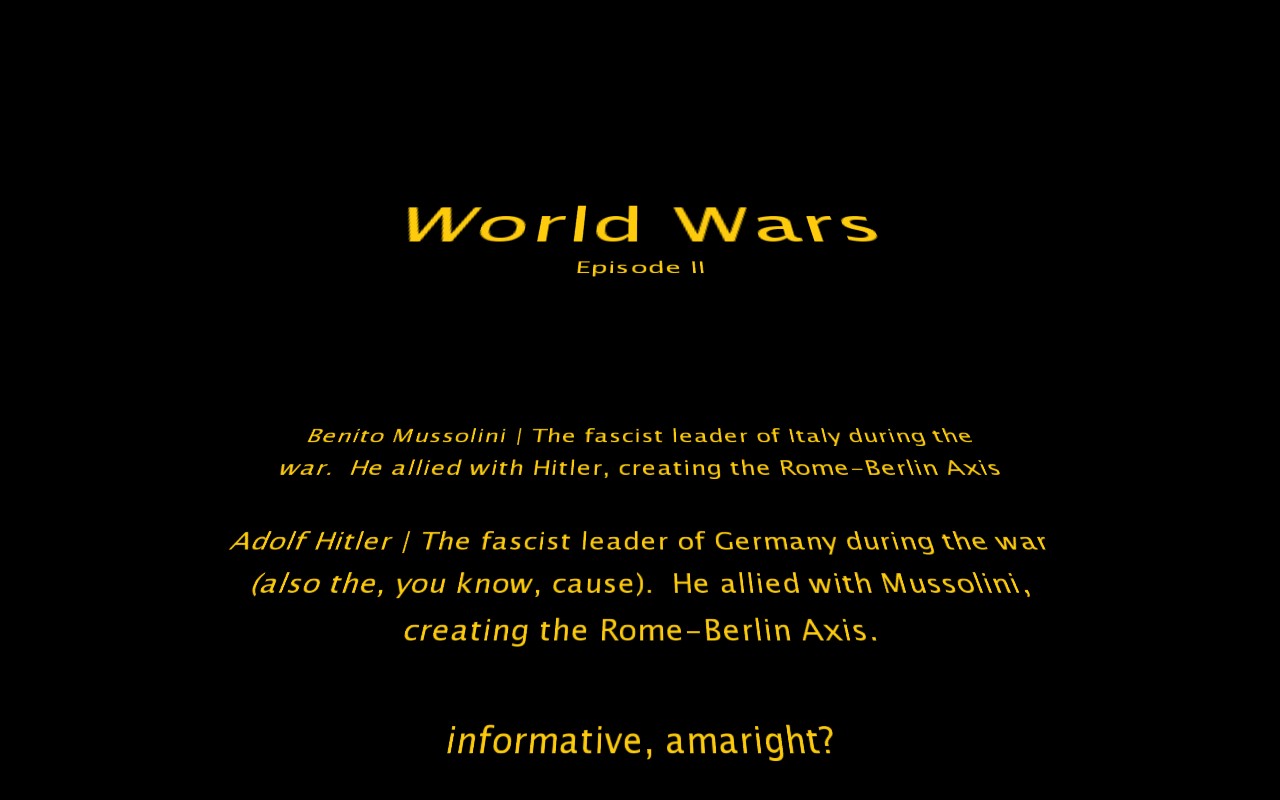 World Wars
Episode II
Benito Mussolini | The fascist leader of Italy during the
war.  He allied with Hitler, creating the Rome-Berlin Axis
Adolf Hitler | The fascist leader of Germany during the war
(also the, you know, cause).  He allied with Mussolini,
creating the Rome-Berlin Axis.
informative, amaright?